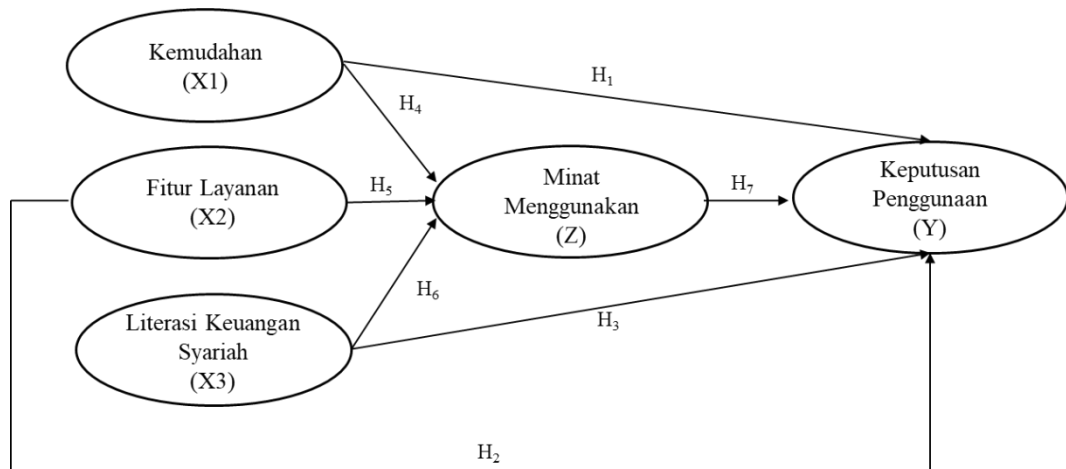 Kemudahan
(X1)
H₁
H₄
Fitur Layanan
(X2)
H₅
Minat
Menggunakan
(Z)
H₇
Keputusan
Penggunaan
(Y)
H₆
Literasi Keuangan
Syariah
(X3)
H₃
H₂